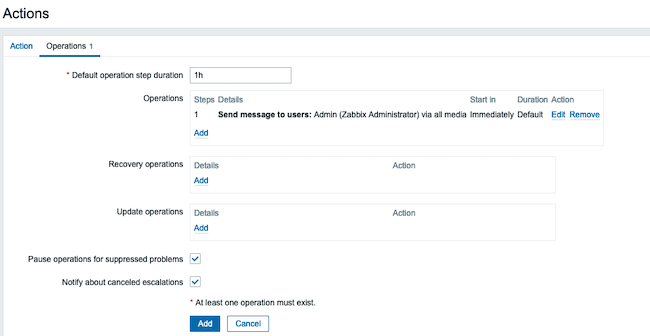 Actions
Action Operations 1
* Default operation step duration 1h
Operations Steps Details Start in Duration Action
1 Send message to users: Admin (Zabbix Administrator) via all media Immediately Default Edit Remove
Add
Recovery operations Details Action
Add
Update operations Details Action
Add
Pause operations for suppressed problems
Notify about canceled escalations
* At least one operation must exist.
Add Cancel